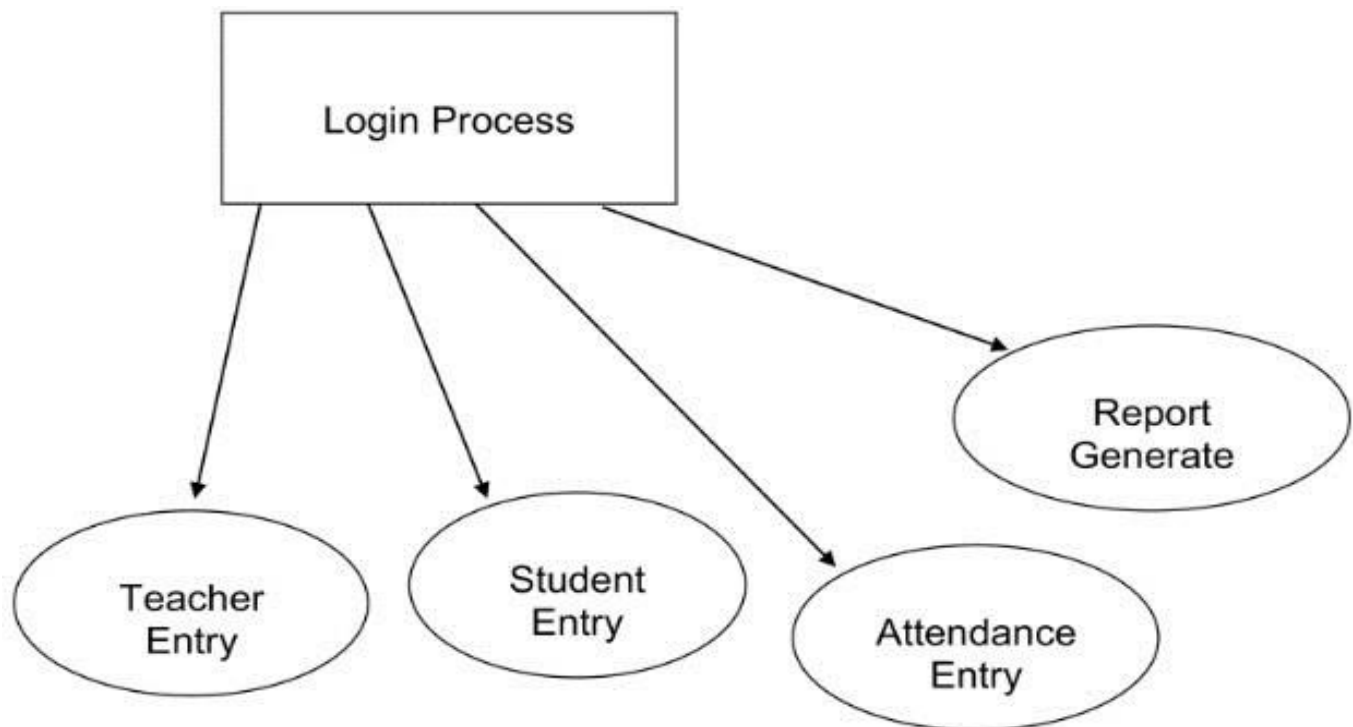 Login Process
Report
Generate
Student
Entry
Teacher
Entry
Attendance
Entry